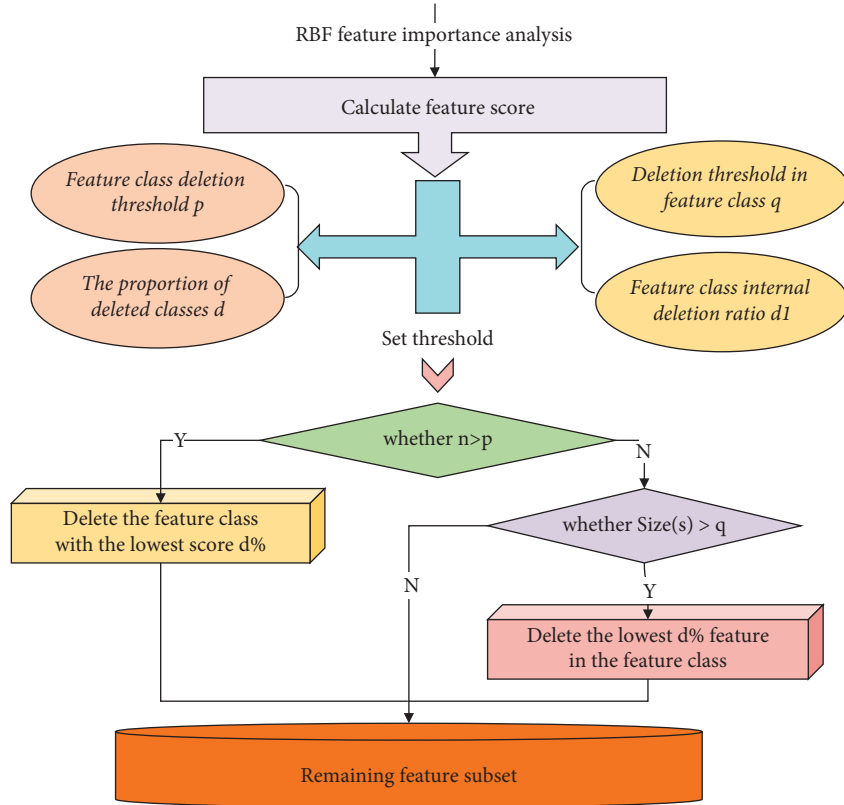 RBF feature importance analysis
Calculate feature score
Feature class deletion
threshold p
Deletion threshold in
feature class q
The proportion of
deleted classes d
Feature class internal
deletion ratio d1
Set threshold
whether n>p
Y
N
Delete the feature class
with the lowest score d%
whether Size(s) > q
N
Y
Delete the lowest d% feature
in the feature class
Remaining feature subset